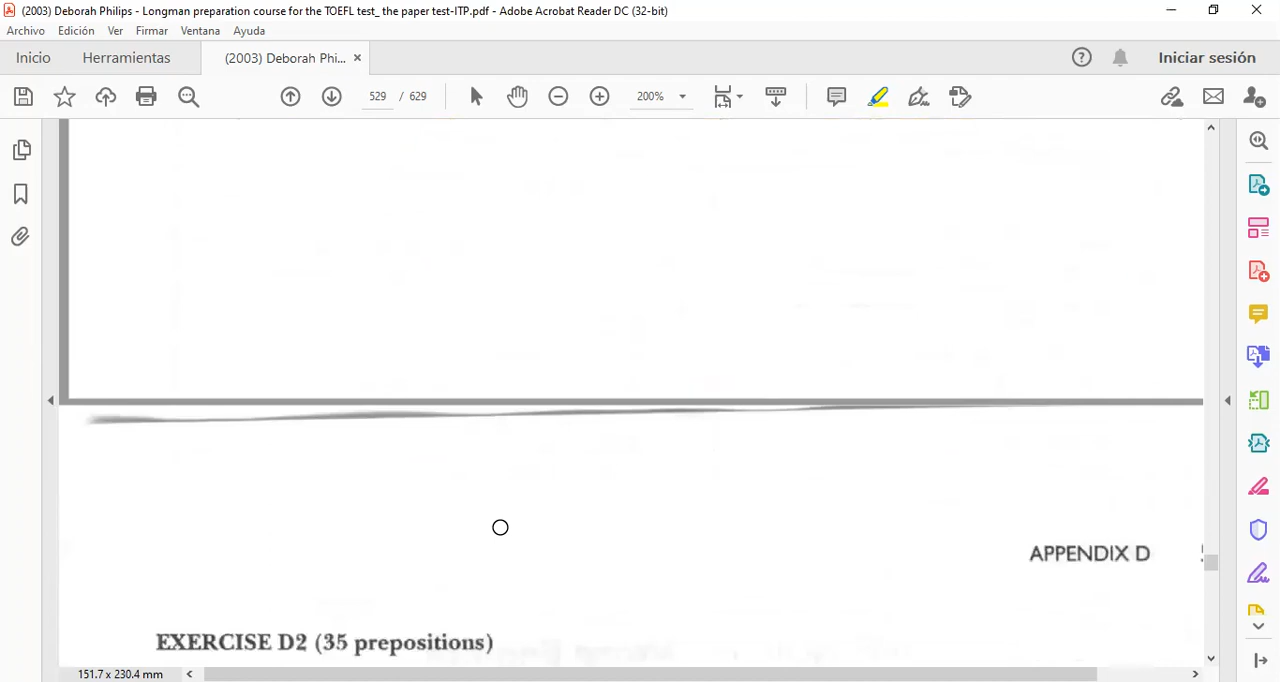 (2003) Deborah Philips - Longman preparation course for the TOEFL test_ the paper test-ITP.pdf - Adobe Acrobat Reader DC (32-bit)
Archivo Edición Ver Firmar Ventana Ayuda
Inicio Herramientas (2003) Deborah Phi... × Iniciar sesión
529 / 629 200%
APPENDIX D
EXERCISE D2 (35 prepositions)
151.7 x 230.4 mm